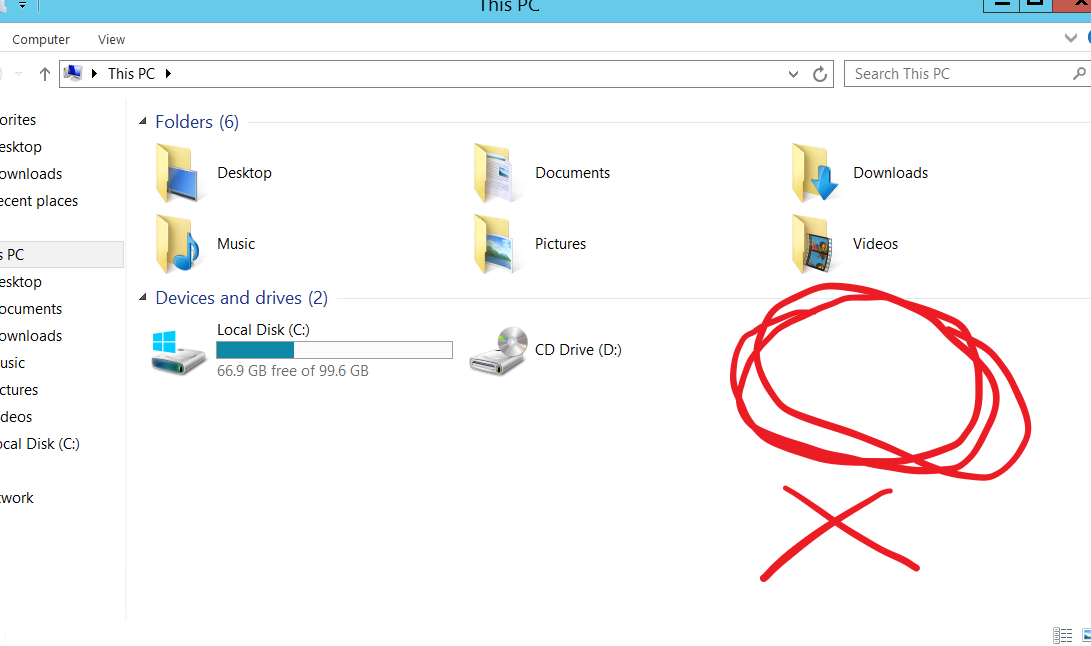 This PC
Computer View
This PC Search This PC
orites
esktop
ownloads
ecent places
s PC
esktop
ocuments
ownloads
usic
ctures
deos
ocal Disk (C:)
twork
Folders (6)
Desktop Documents Downloads
Music Pictures Videos
Devices and drives (2)
Local Disk (C:)
66.9 GB free of 99.6 GB
CD Drive (D:)